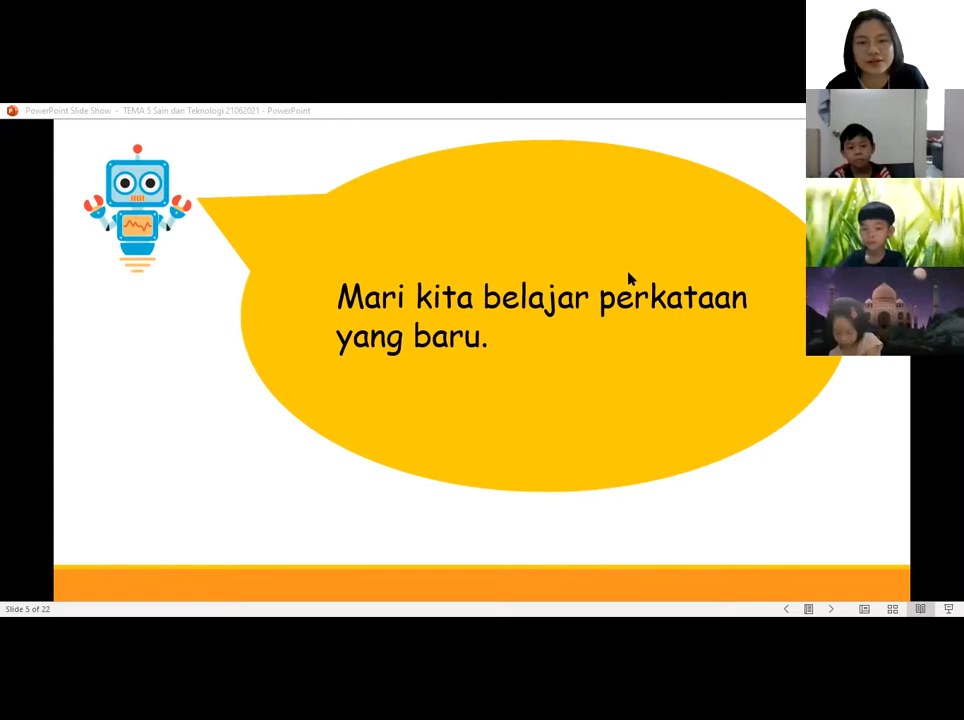 PowerPoint Slide Show - TEMA 5 Sain dan Teknologi 21062021 - PowerPoint
Mari kita belajar perkataan
yang baru.
Slide 5 of 22